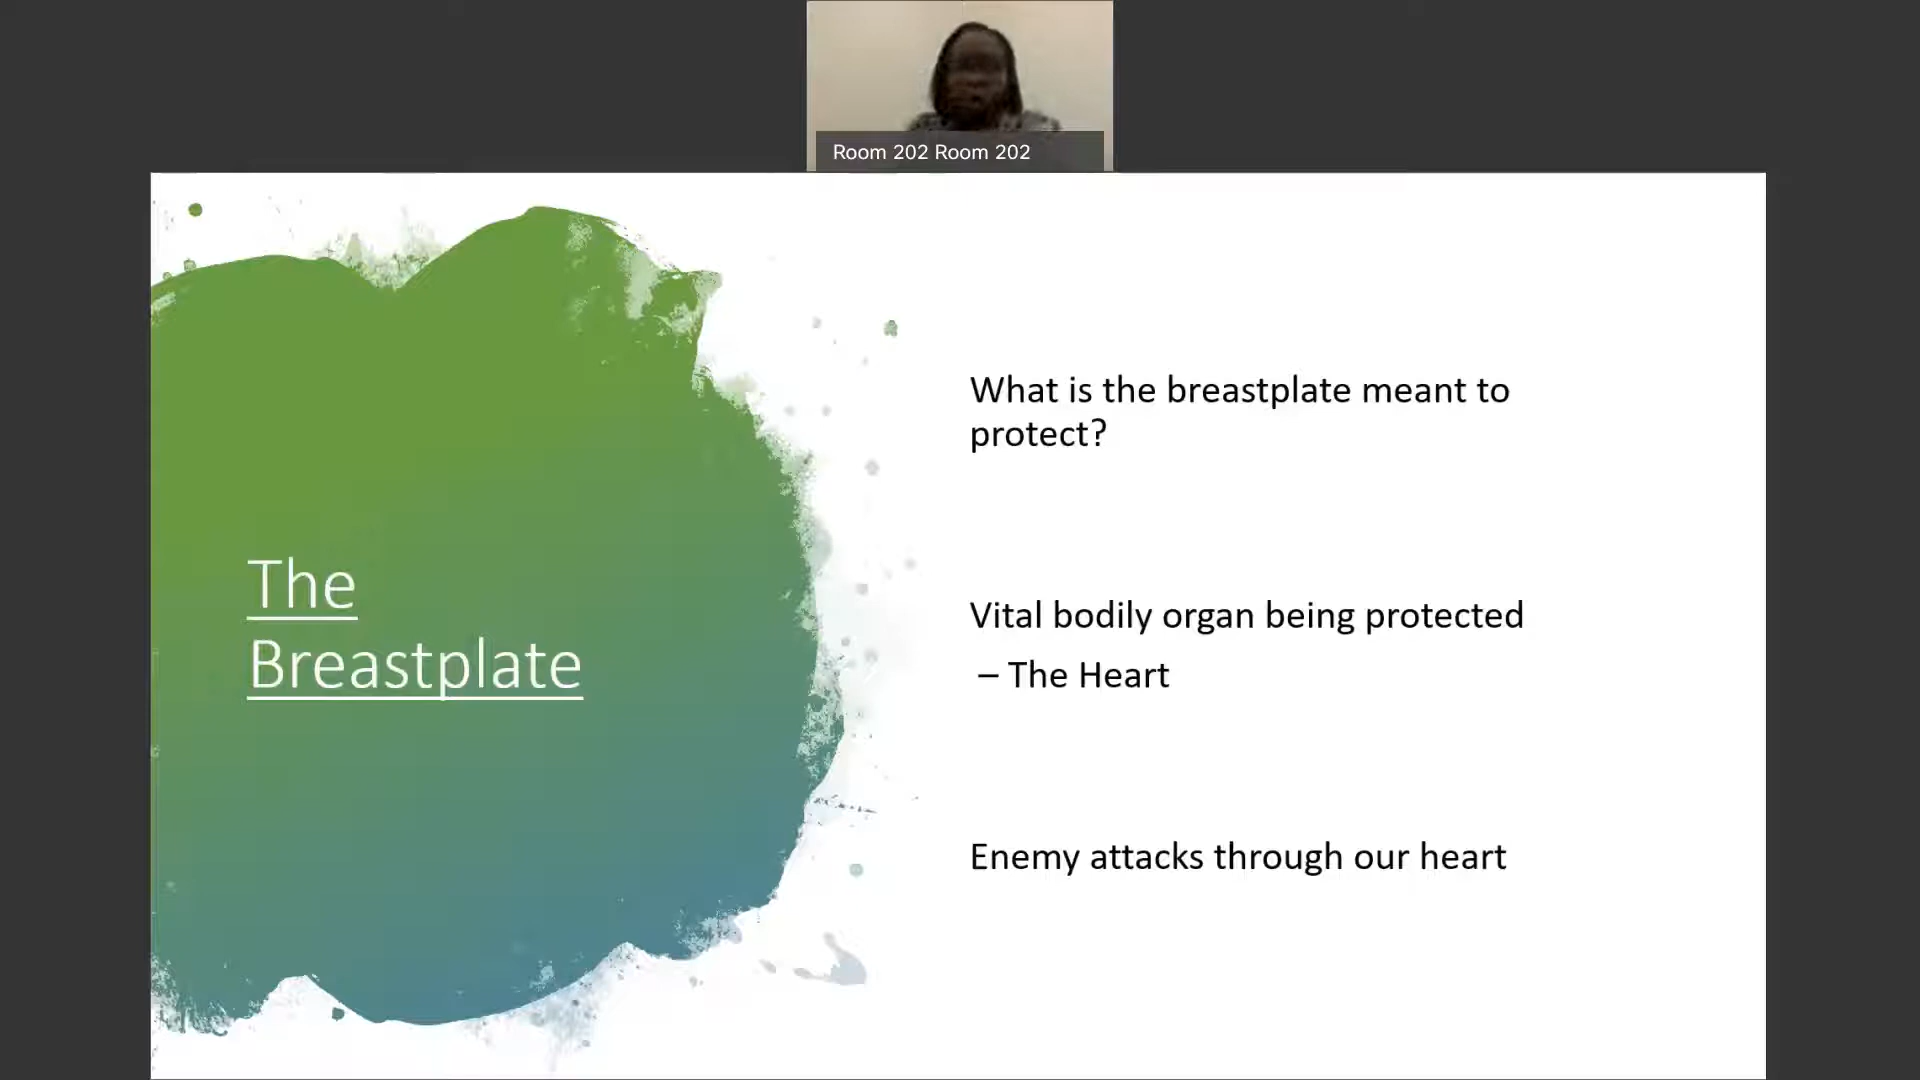 Room 202 Room 202
The
Breastplate
What is the breastplate meant to
protect?
Vital bodily organ being protected
– The Heart
Enemy attacks through our heart